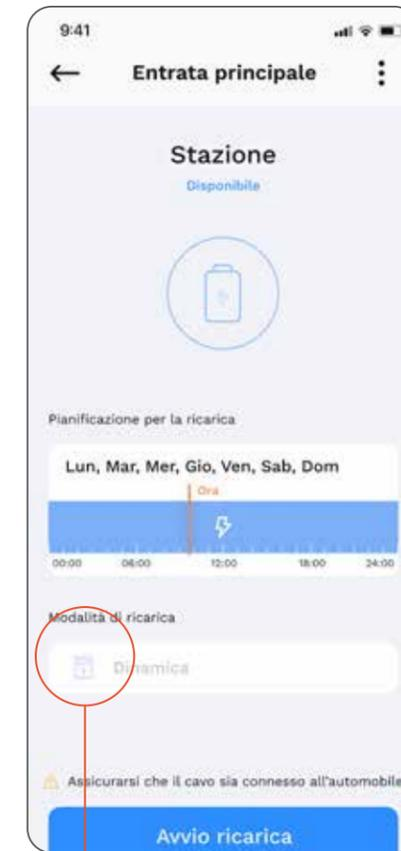 9:41
Entrata principale
Stazione
Disponibile
Pianificazione per la ricarica
Lun, Mar, Mer, Gio, Ven, Sab, Dom
Ora
00:00 06:00 12:00 18:00 24:00
Modalità di ricarica
Dinamica
Assicurarsi che il cavo sia connesso all'automobile
Avvio ricarica